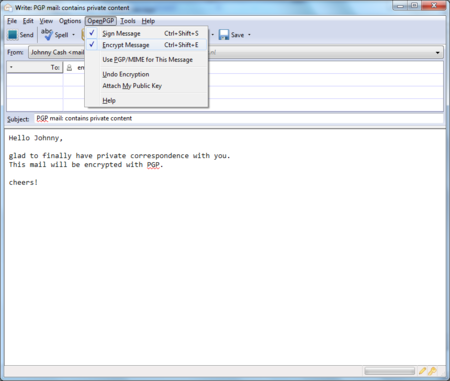 Write: PGP mail: contains private content
File Edit View Options OpenPGP Tools Help
Send Spell Save
Sign Message Ctrl+Shift+S
Encrypt Message Ctrl+Shift+E
Use PGP/MIME for This Message
Undo Encryption
Attach My Public Key
Help
From: Johnny Cash
To: en
Subject: PGP mail: contains private content
Hello Johnny,
glad to finally have private correspondence with you.
This mail will be encrypted with PGP.
cheers!